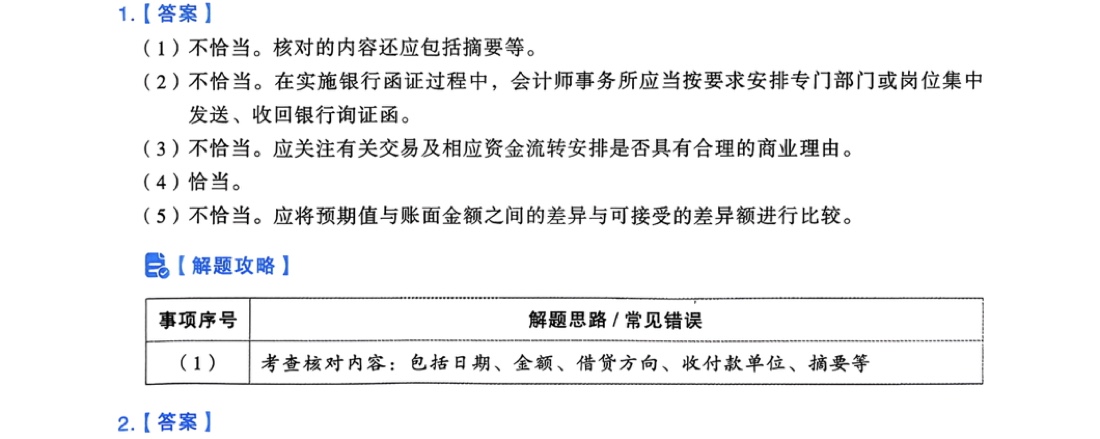 1.【答案】
（1）不恰当。核对的内容还应包括摘要等。
（2）不恰当。在实施银行函证过程中，会计师事务所应当按要求安排专门部门或岗位集中
发送、收回银行询证函。
（3）不恰当。应关注有关交易及相应资金流转安排是否具有合理的商业理由。
（4）恰当。
（5）不恰当。应将预期值与账面金额之间的差异与可接受的差异额进行比较。
【解题攻略】
事项序号 解题思路/常见错误
（1） 考查核对内容：包括日期、金额、借贷方向、收付款单位、摘要等
2.【答案】